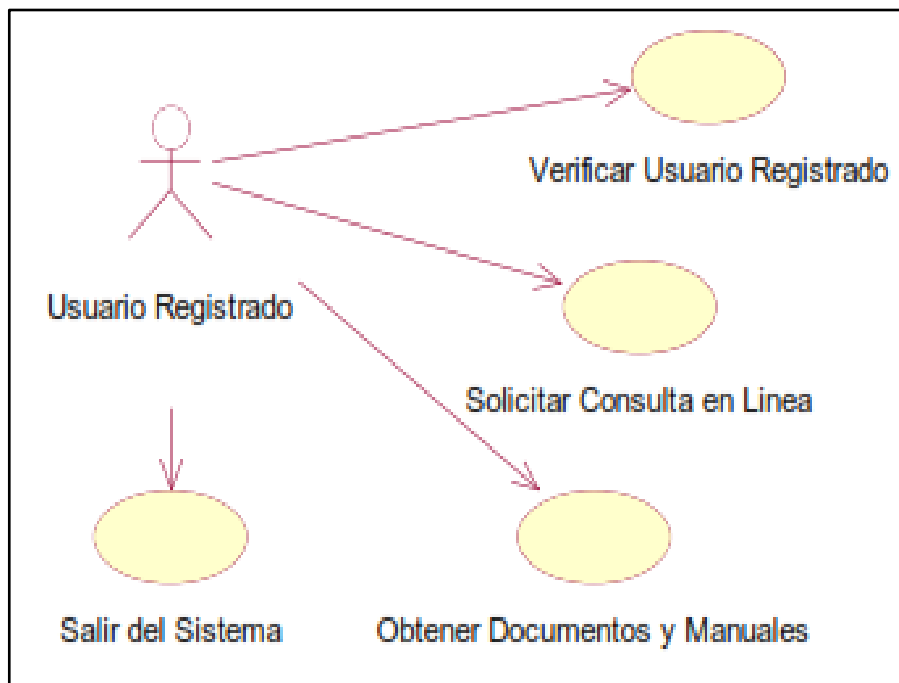 Verificar Usuario Registrado
Usuario Registrado
Solicitar Consulta en Linea
Salir del Sistema
Obtener Documentos y Manuales